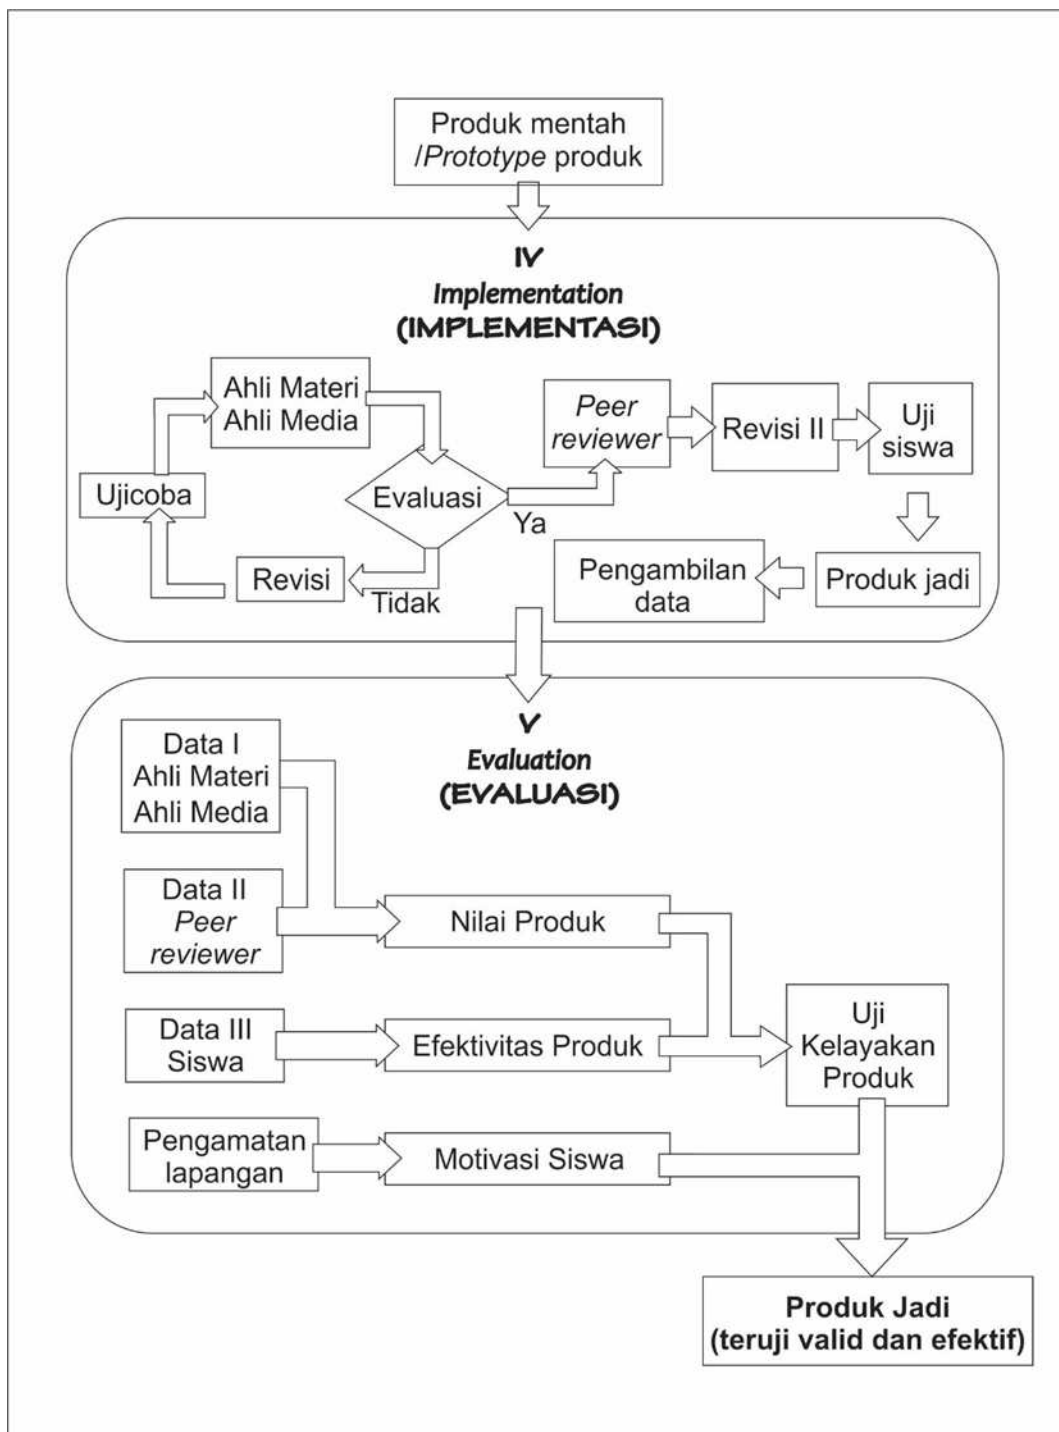 Produk mentah
/Prototype produk
IV
Implementation
(IMPLEMENTASI)
Ahli Materi
Ahli Media
Ujicoba
Evaluasi
Revisi
Tidak
Ya
Peer
reviewer
Revisi II
Uji
siswa
Produk jadi
Pengambilan
data
V
Evaluation
(EVALUASI)
Data I
Ahli Materi
Ahli Media
Data II
Peer
reviewer
Nilai Produk
Data III
Siswa
Efektivitas Produk
Uji
Kelayakan
Produk
Pengamatan
lapangan
Motivasi Siswa
Produk Jadi
(teruji valid dan efektif)